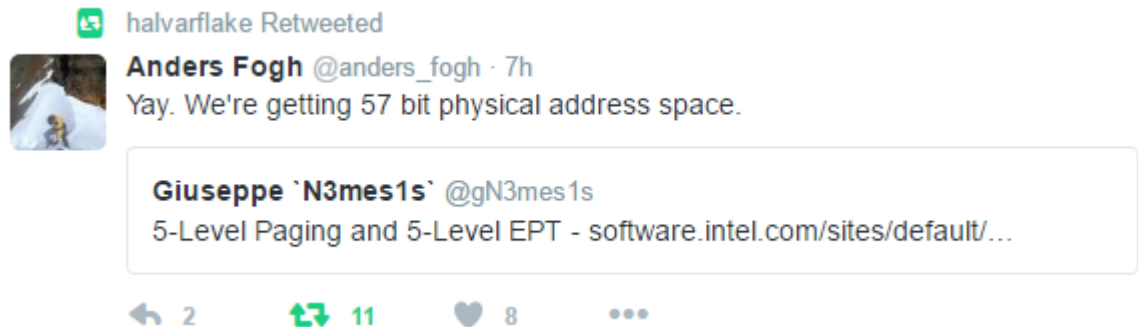 halvarflake Retweeted
Anders Fogh @anders_fogh · 7h
Yay. We're getting 57 bit physical address space.
Giuseppe `N3mes1s` @gN3mes1s
5-Level Paging and 5-Level EPT - software.intel.com/sites/default/…
2 11 8